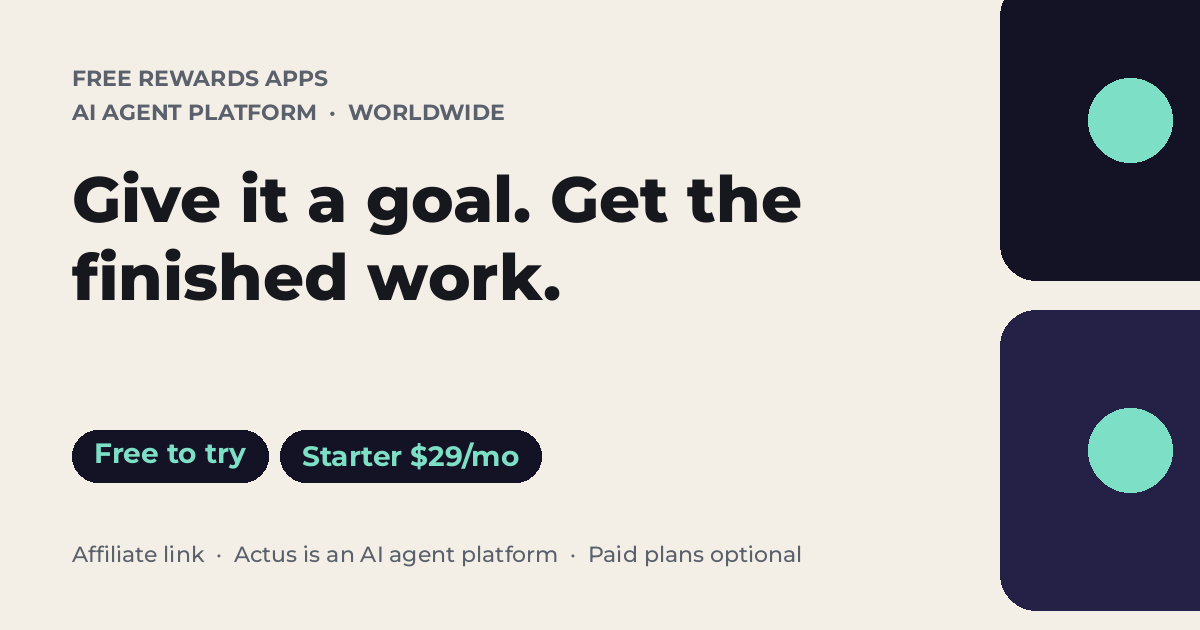 FREE REWARDS APPS
AI AGENT PLATFORM · WORLDWIDE
Give it a goal. Get the
finished work.
Free to try
Starter $29/mo
Affiliate link · Actus is an AI agent platform · Paid plans optional